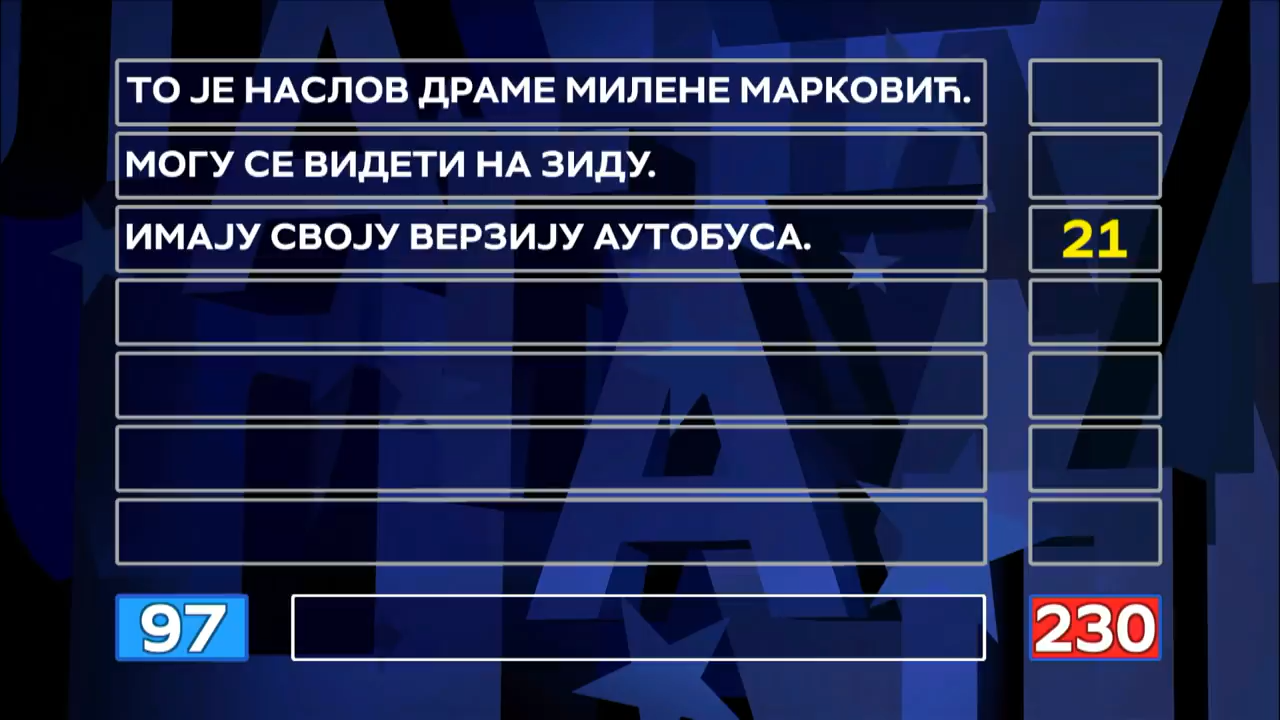 ТО ЈЕ НАСЛОВ ДРАМЕ МИЛЕНЕ МАРКОВИЋ.
МОГУ СЕ ВИДЕТИ НА ЗИДУ.
ИМАЈУ СВОЈУ ВЕРЗИЈУ АУТОБУСА. 21
97 230